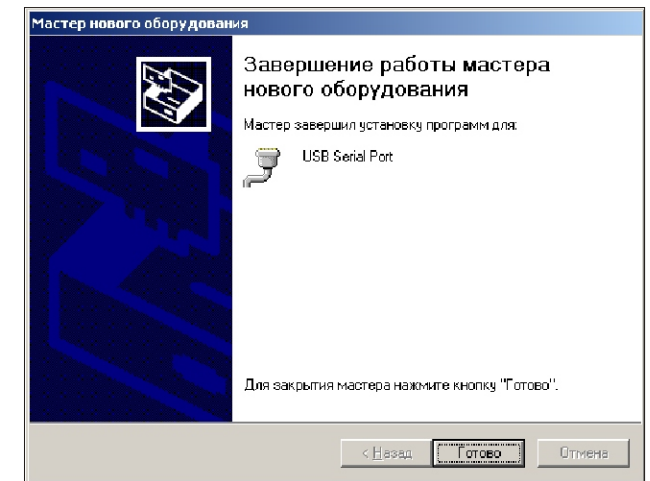 Мастер нового оборудования
Завершение работы мастера
нового оборудования
Мастер завершил установку программ для:
USB Serial Port
Для закрытия мастера нажмите кнопку "Готово".
< Назад
Готово
Отмена